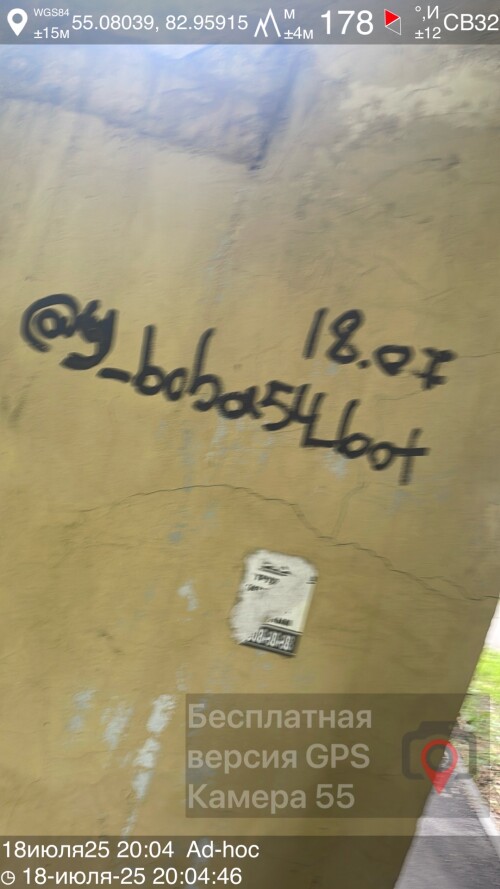 WGS84
±15м
55.08039, 82.95915
м
±4м
178
°,И
±12
СВ32
18.07
54_bot
Бесплатная
версия GPS
Камера 55
18июля25 20:04 Ad-hoc
18-июля-25 20:04:46